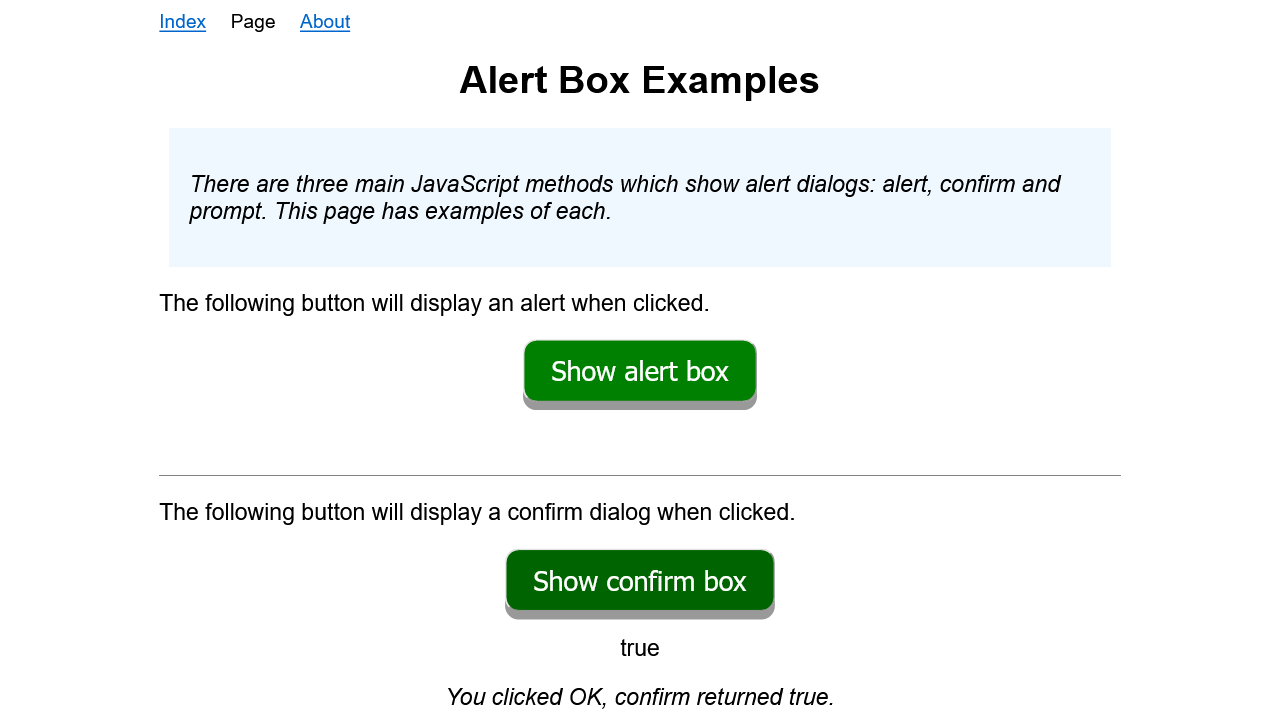 Index Page About
Alert Box Examples
There are three main JavaScript methods which show alert dialogs: alert, confirm and
prompt. This page has examples of each.
The following button will display an alert when clicked.
Show alert box
The following button will display a confirm dialog when clicked.
Show confirm box
true
You clicked OK, confirm returned true.